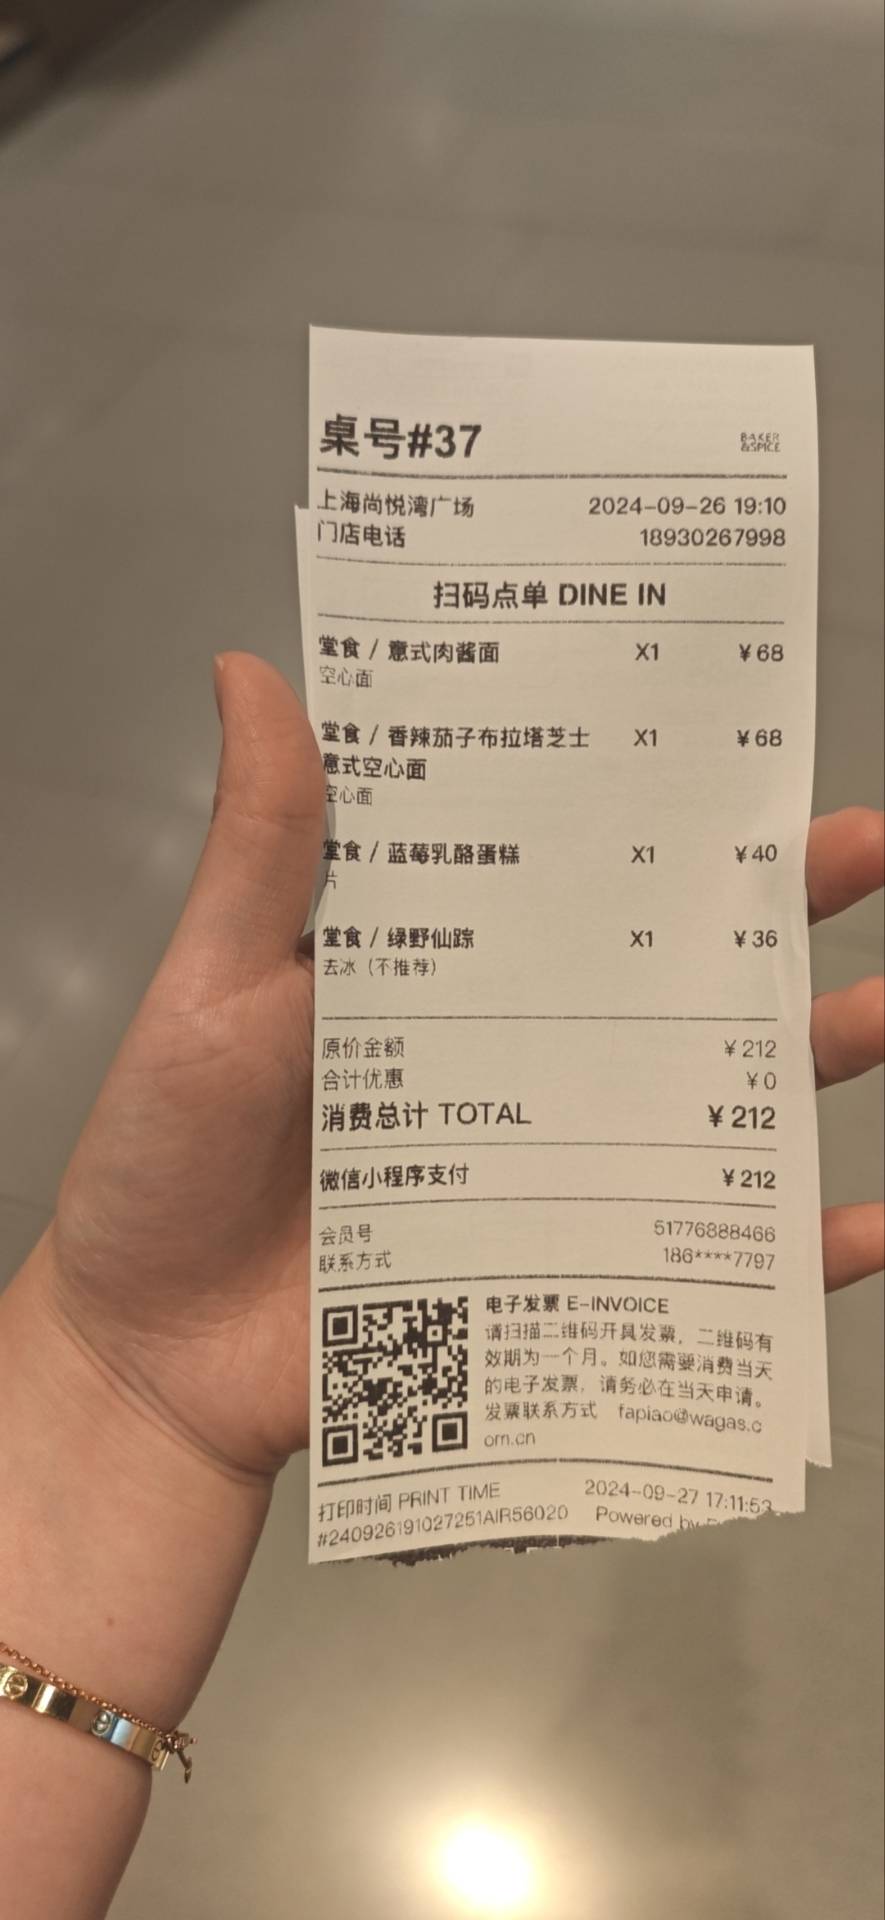 桌号#37
BAKER
&SPICE
上海尚悦湾广场 2024-09-26 19:10
门店电话 18930267998
扫码点单 DINE IN
堂食 / 意式肉酱面 X1 ¥68
空心面
堂食 / 香辣茄子布拉塔芝士 X1 ¥68
意式空心面
空心面
堂食 / 蓝莓乳酪蛋糕 X1 ¥40
片
堂食 / 绿野仙踪 X1 ¥36
去冰（不推荐）
原价金额 ¥212
合计优惠 ¥0
消费总计 TOTAL ¥212
微信小程序支付 ¥212
会员号 51776888466
联系方式 186****7797
电子发票 E-INVOICE
请扫描二维码开具发票，二维码有
效期为一个月。如您需要消费当天
的电子发票，请务必在当天申请。
发票联系方式 fapiao@wagas.c
om.cn
打印时间 PRINT TIME 2024-09-27 17:11:53
#240926191027251AIR56020 Powered by